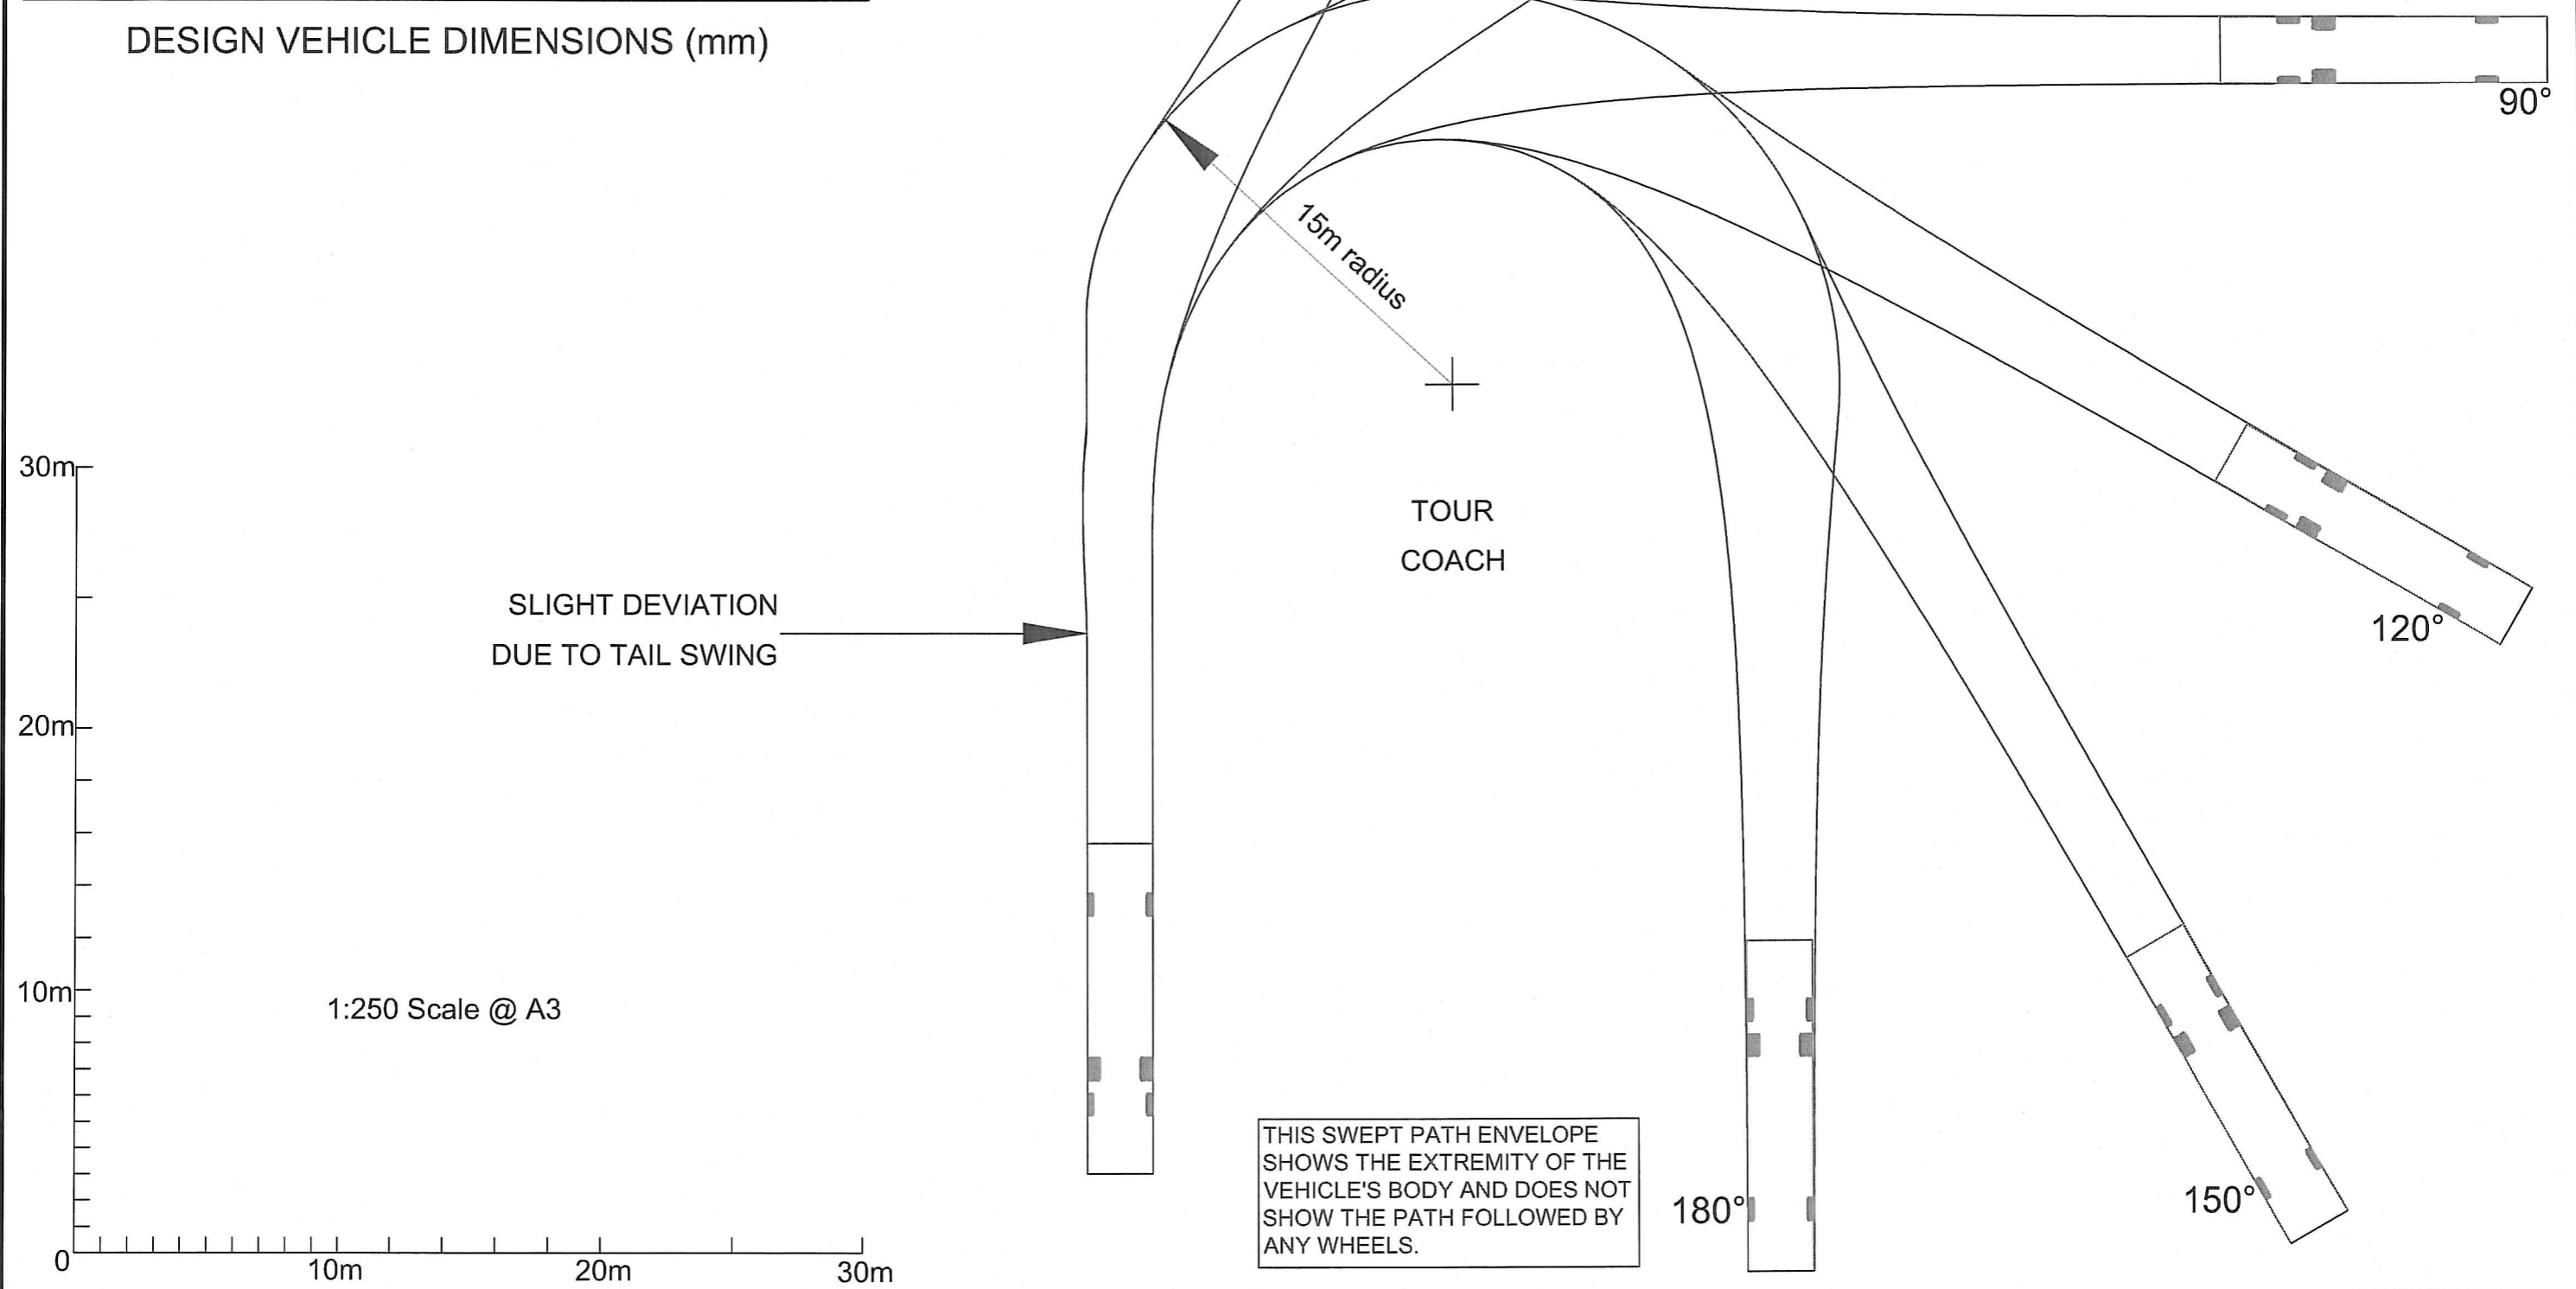 DESIGN VEHICLE DIMENSIONS (mm)
90°
15m radius
30m
TOUR
COACH
SLIGHT DEVIATION
DUE TO TAIL SWING
120°
20m
10m
1:250 Scale @ A3
THIS SWEPT PATH ENVELOPE
SHOWS THE EXTREMITY OF THE
VEHICLE'S BODY AND DOES NOT
SHOW THE PATH FOLLOWED BY
ANY WHEELS.
180°
150°
0
10m
20m
30m